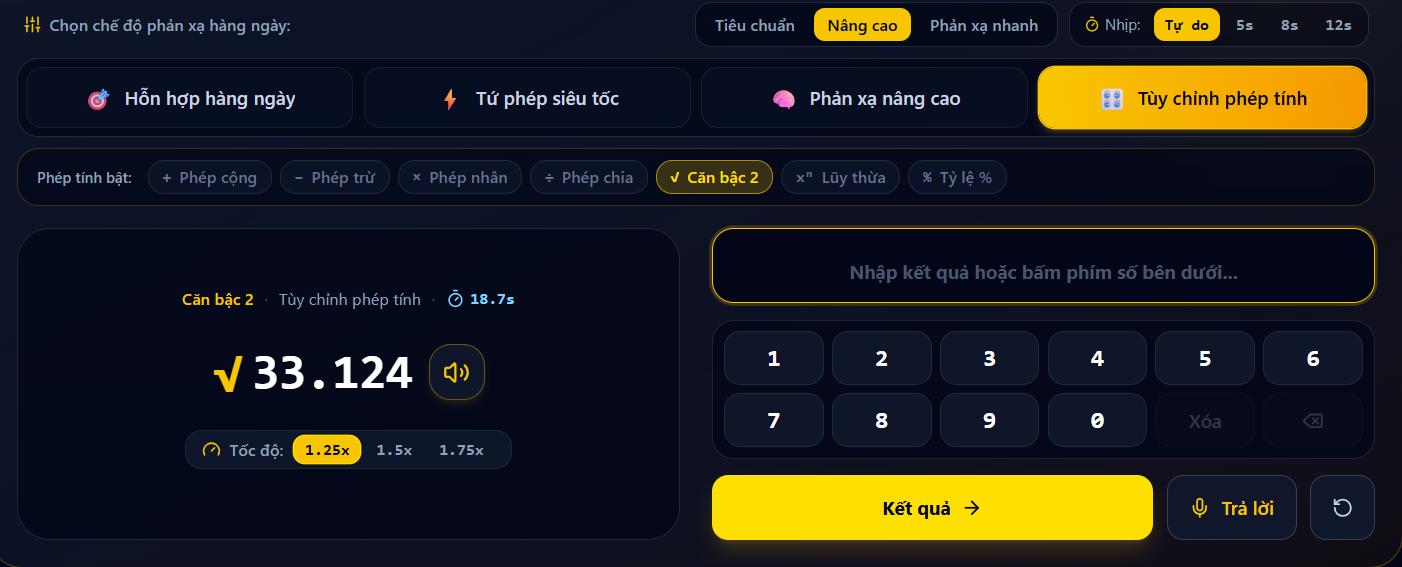 Chọn chế độ phản xạ hàng ngày: Tiêu chuẩn Nâng cao Phản xạ nhanh Nhịp: Tự do 5s 8s 12s
Hỗn hợp hàng ngày Tứ phép siêu tốc Phản xạ nâng cao Tùy chỉnh phép tính
Phép tính bật: + Phép cộng − Phép trừ × Phép nhân ÷ Phép chia √ Căn bậc 2 xⁿ Lũy thừa % Tỷ lệ %
Căn bậc 2 · Tùy chỉnh phép tính · 18.7s
√ 33.124
Tốc độ: 1.25x 1.5x 1.75x
Nhập kết quả hoặc bấm phím số bên dưới...
1 2 3 4 5 6
7 8 9 0 Xóa
Kết quả → Trả lời